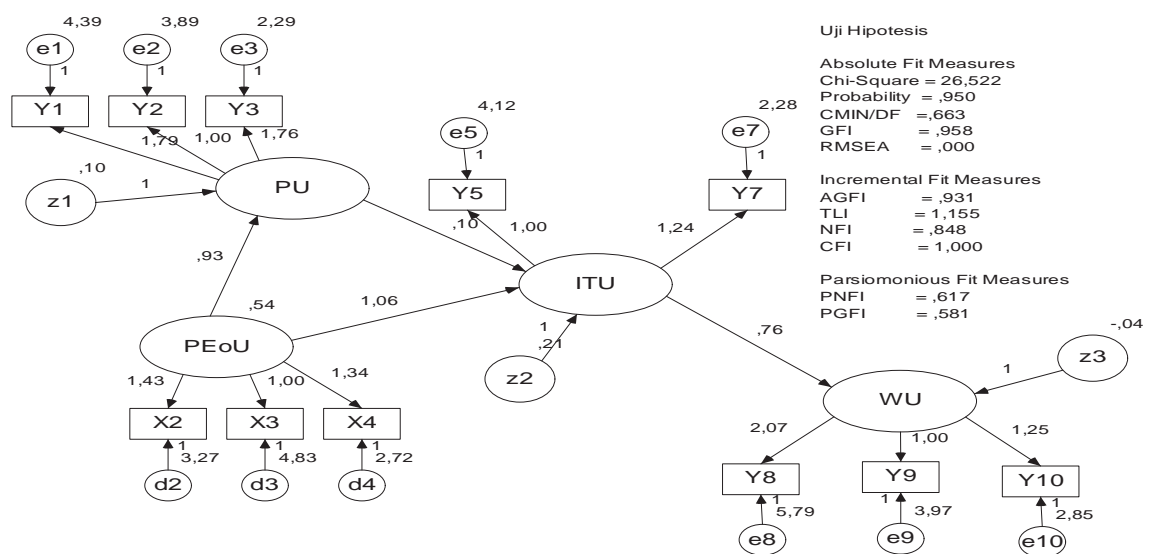 4,39 3,89 2,29
e1 e2 e3
1 1 1
Y1 Y2 Y3
1,79 1,00 1,76
,10
z1 1 PU
4,12
e5
1
Y5
2,28
e7
1
Y7
,10 1,00 1,24
,93
ITU
,54 1,06
PEoU
1
,21
z2
,76
-,04
z3
1
WU
1,43 1,00 1,34
X2 X3 X4
1 1 1
3,27 4,83 2,72
d2 d3 d4
2,07 1,00 1,25
Y8 Y9 Y10
1 1 1
5,79 3,97 2,85
e8 e9 e10
Uji Hipotesis
Absolute Fit Measures
Chi-Square = 26,522
Probability = ,950
CMIN/DF =,663
GFI = ,958
RMSEA = ,000
Incremental Fit Measures
AGFI = ,931
TLI = 1,155
NFI = ,848
CFI = 1,000
Parsiomonious Fit Measures
PNFI = ,617
PGFI = ,581